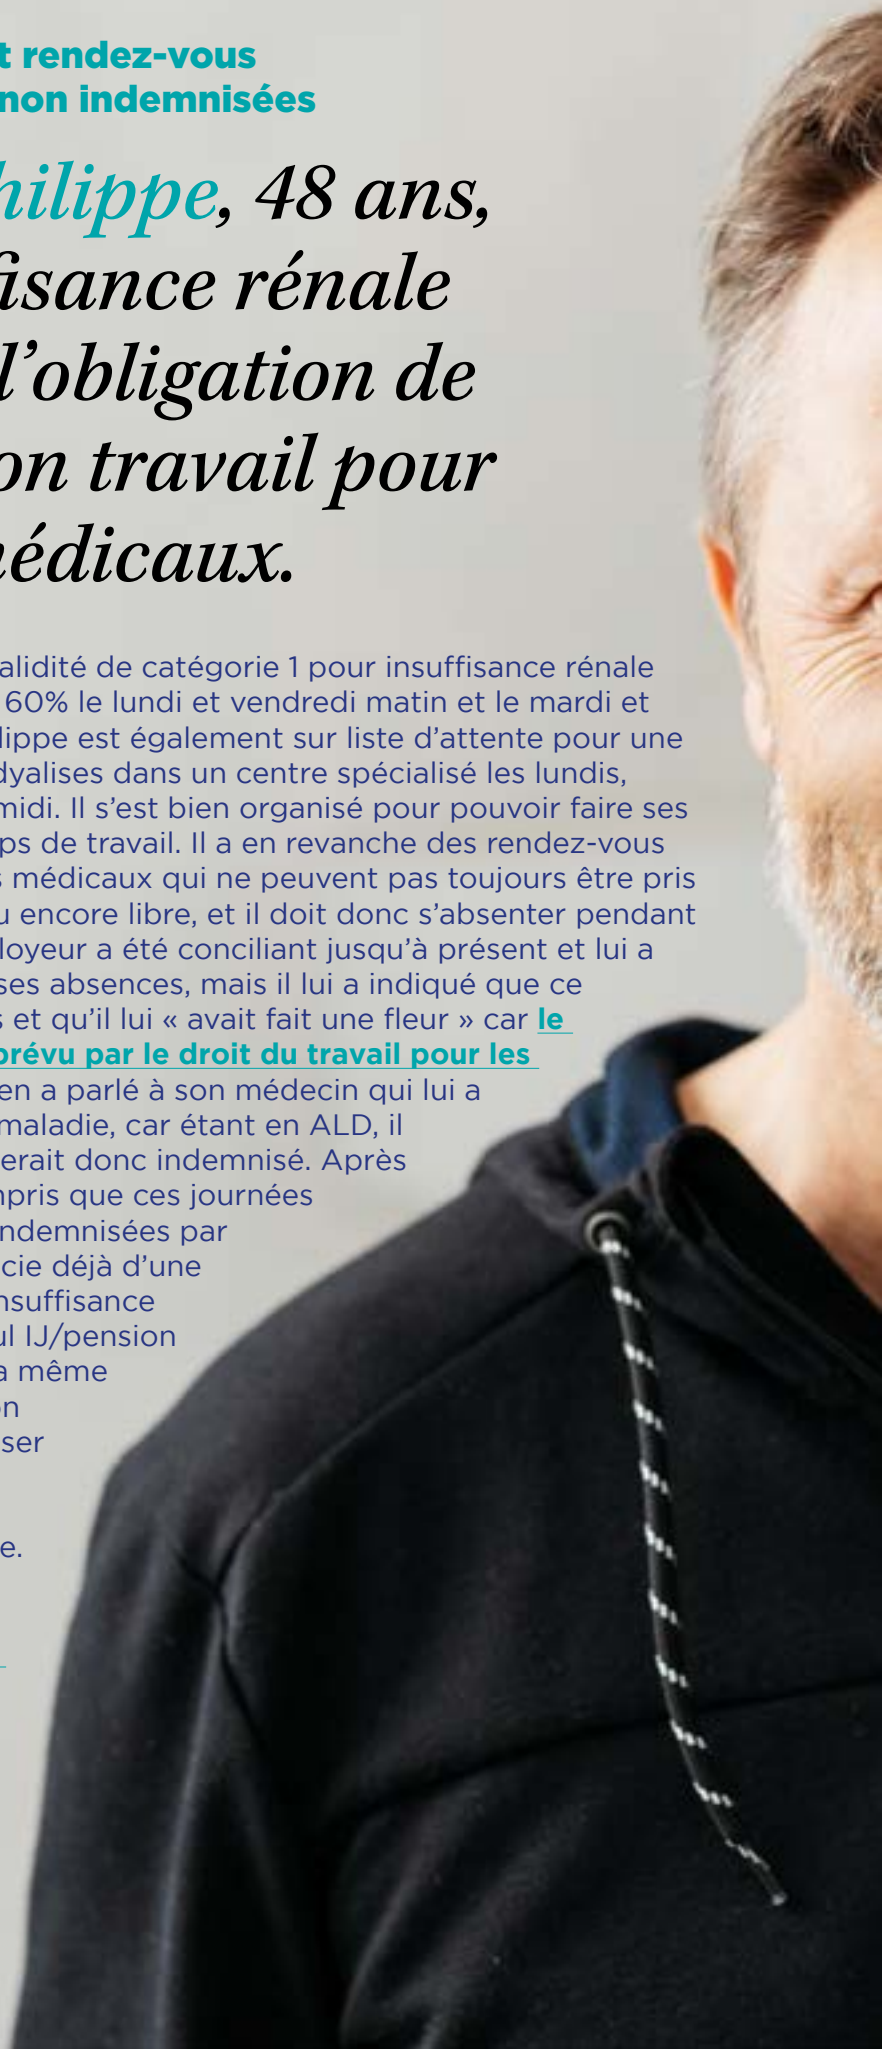 t rendez-vous
non indemnisées
hilippe, 48 ans,
fisance rénale
l’obligation de
on travail pour
nédicaux.
alidité de catégorie 1 pour insuffisance rénale
60% le lundi et vendredi matin et le mardi et
lippe est également sur liste d’attente pour une
dyalises dans un centre spécialisé les lundis,
midi. Il s’est bien organisé pour pouvoir faire ses
ps de travail. Il a en revanche des rendez-vous
s médicaux qui ne peuvent pas toujours être pris
u encore libre, et il doit donc s’absenter pendant
loyeur a été conciliant jusqu’à présent et lui a
ses absences, mais il lui a indiqué que ce
s et qu’il lui « avait fait une fleur » car le
prévu par le droit du travail pour les
en a parlé à son médecin qui lui a
maladie, car étant en ALD, il
erait donc indemnisé. Après
mpris que ces journées
ndemnisées par
cie déjà d’une
nsuffisance
ul IJ/pension
a même
on
ser
e.